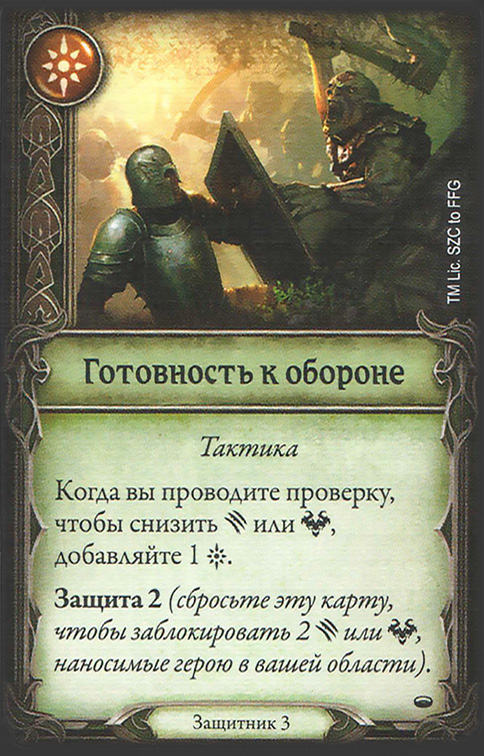 TM Lic. SZC to FFG
Готовность к обороне
Тактика
Когда вы проводите проверку,
чтобы снизить или ,
добавляйте 1 .
Защита 2 (сбросьте эту карту,
чтобы заблокировать 2 или ,
наносимые герою в вашей области).
Защитник 3